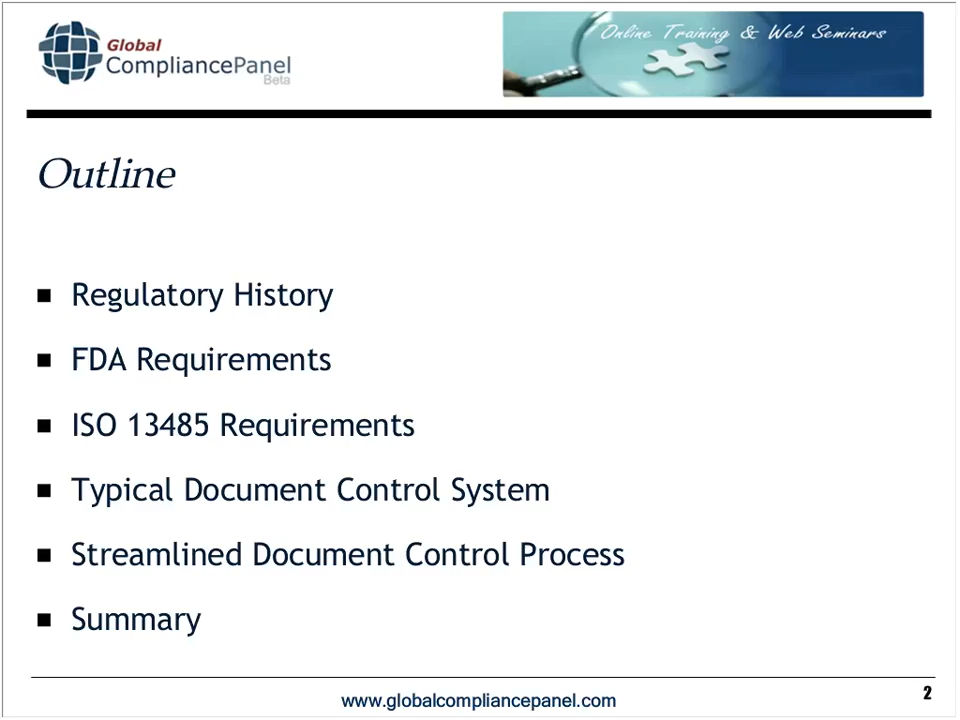 Global
CompliancePanel
Beta
Online Training & Web Seminars
Outline
Regulatory History
FDA Requirements
ISO 13485 Requirements
Typical Document Control System
Streamlined Document Control Process
Summary
www.globalcompliancepanel.com
2